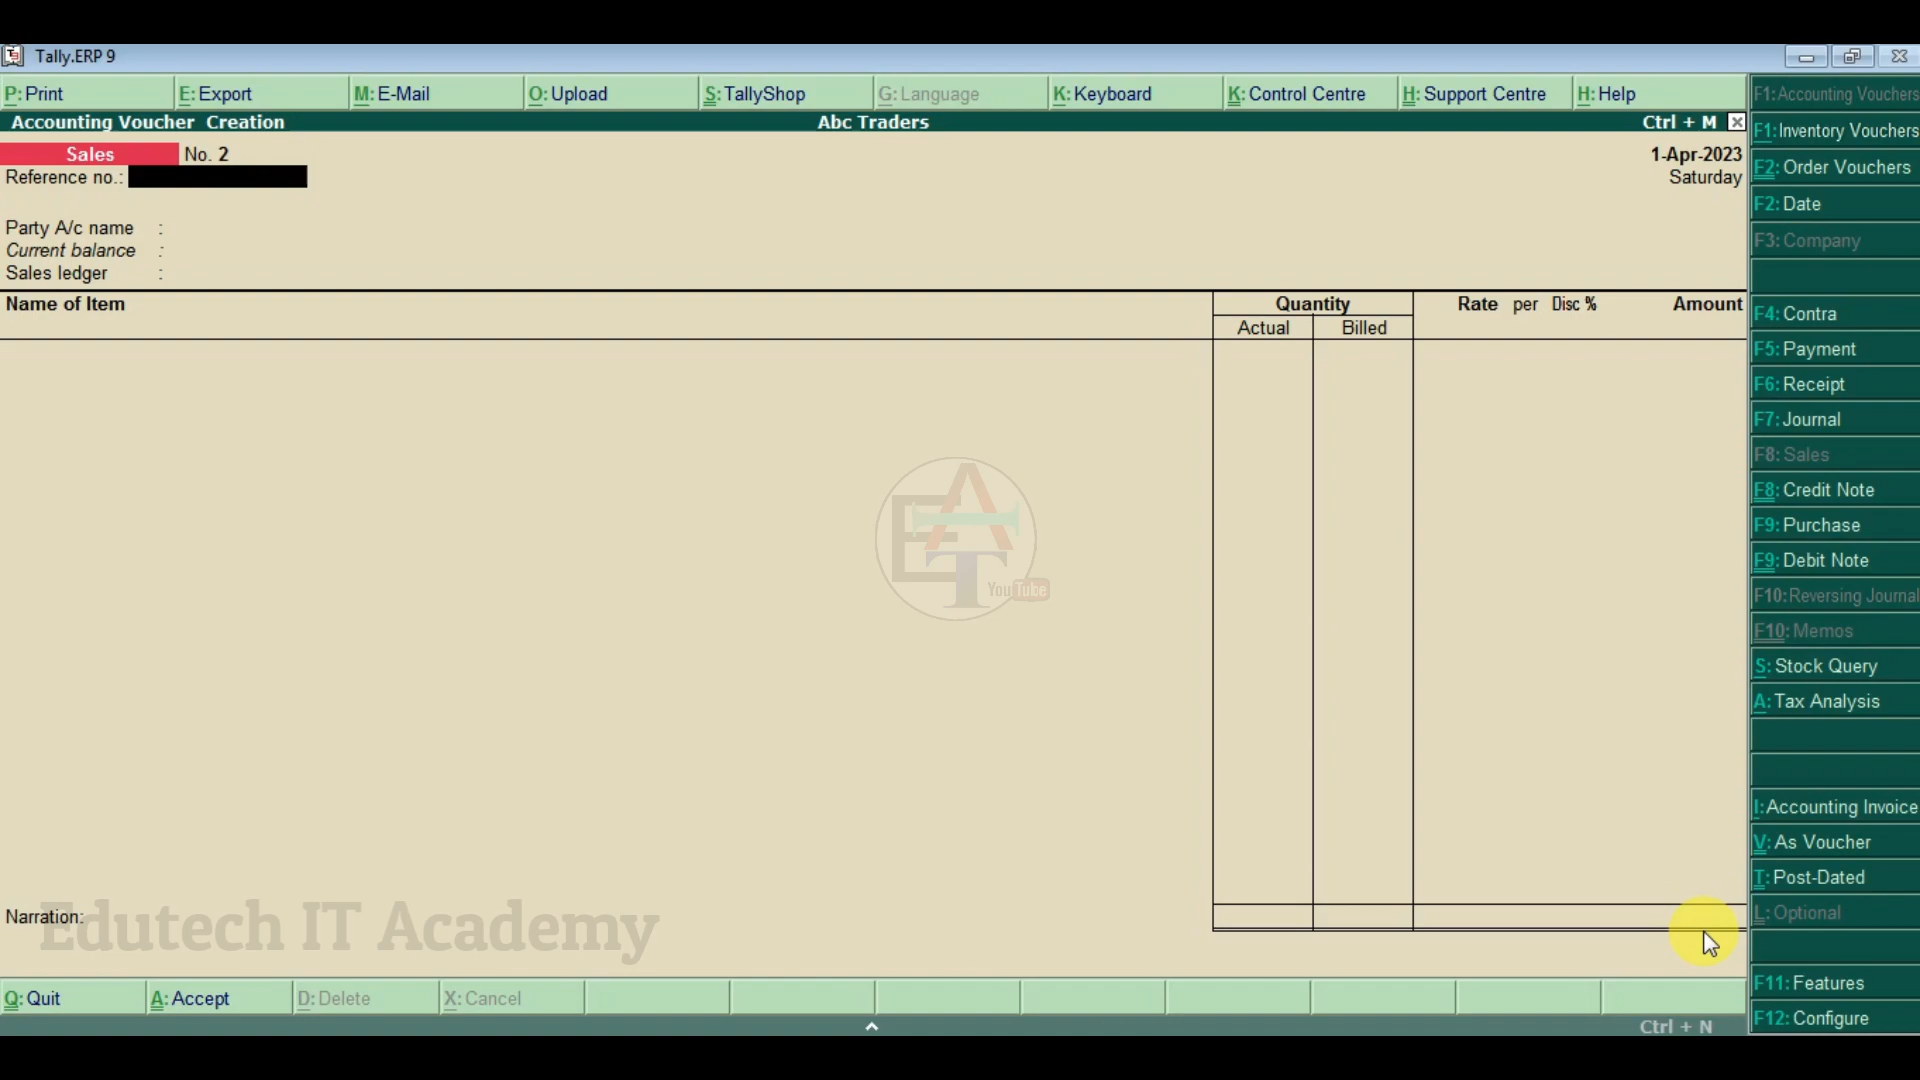 Tally.ERP 9
P: Print E: Export M: E-Mail O: Upload S: TallyShop G: Language K: Keyboard K: Control Centre H: Support Centre H: Help
Accounting Voucher Creation Abc Traders Ctrl + M
Sales No. 2 1-Apr-2023
Reference no.: Saturday
Party A/c name :
Current balance :
Sales ledger :
Name of Item Quantity Rate per Disc % Amount
Actual Billed
EAT YouTube
Narration:
Edutech IT Academy
Q: Quit A: Accept D: Delete X: Cancel
Ctrl + N
F1: Accounting Vouchers
F1: Inventory Vouchers
F2: Order Vouchers
F2: Date
F3: Company
F4: Contra
F5: Payment
F6: Receipt
F7: Journal
F8: Sales
F8: Credit Note
F9: Purchase
F9: Debit Note
F10: Reversing Journal
F10: Memos
S: Stock Query
A: Tax Analysis
I: Accounting Invoice
V: As Voucher
T: Post-Dated
L: Optional
F11: Features
F12: Configure